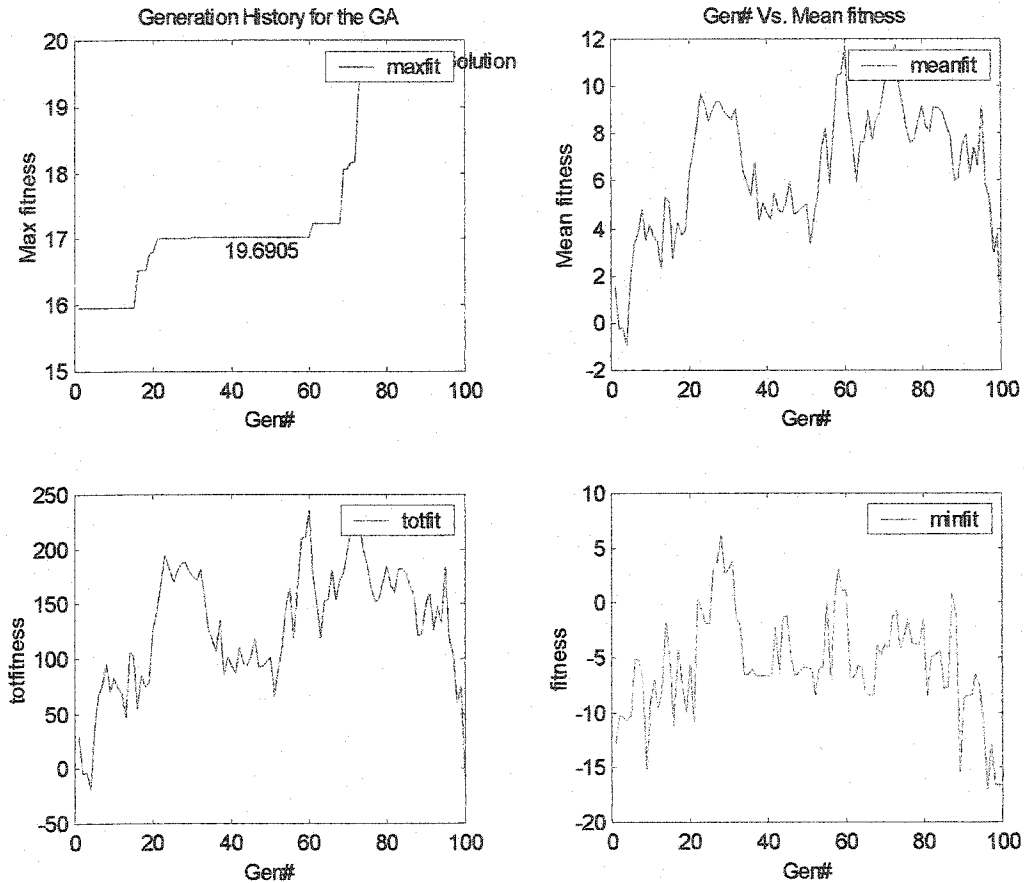 Generation History for the GA
20
19
18
17
16
15
Max fitness
maxfit
olution
19.6905
0 20 40 60 80 100
Gen#
Gen# Vs. Mean fitness
12
10
8
6
4
2
0
-2
Mean fitness
meanfit
0 20 40 60 80 100
Gen#
250
200
150
100
50
0
-50
totfitness
totfit
0 20 40 60 80 100
Gen#
10
5
0
-5
-10
-15
-20
fitness
minfit
0 20 40 60 80 100
Gen#